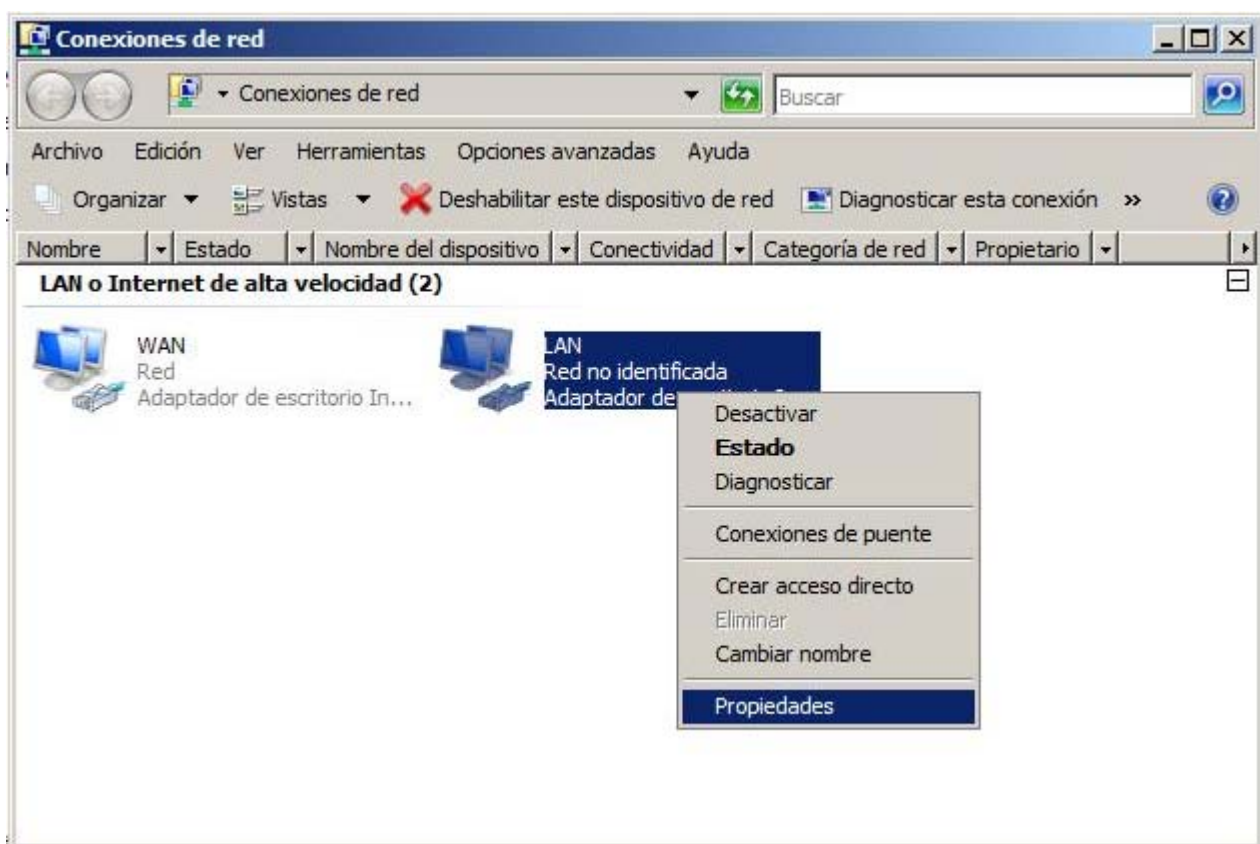 Conexiones de red
Conexiones de red
Buscar
Archivo Edición Ver Herramientas Opciones avanzadas Ayuda
Organizar Vistas Deshabilitar este dispositivo de red Diagnosticar esta conexión »
Nombre Estado Nombre del dispositivo Conectividad Categoría de red Propietario
LAN o Internet de alta velocidad (2)
WAN
Red
Adaptador de escritorio In...
LAN
Red no identificada
Adaptador de
Desactivar
Estado
Diagnosticar
Conexiones de puente
Crear acceso directo
Eliminar
Cambiar nombre
Propiedades